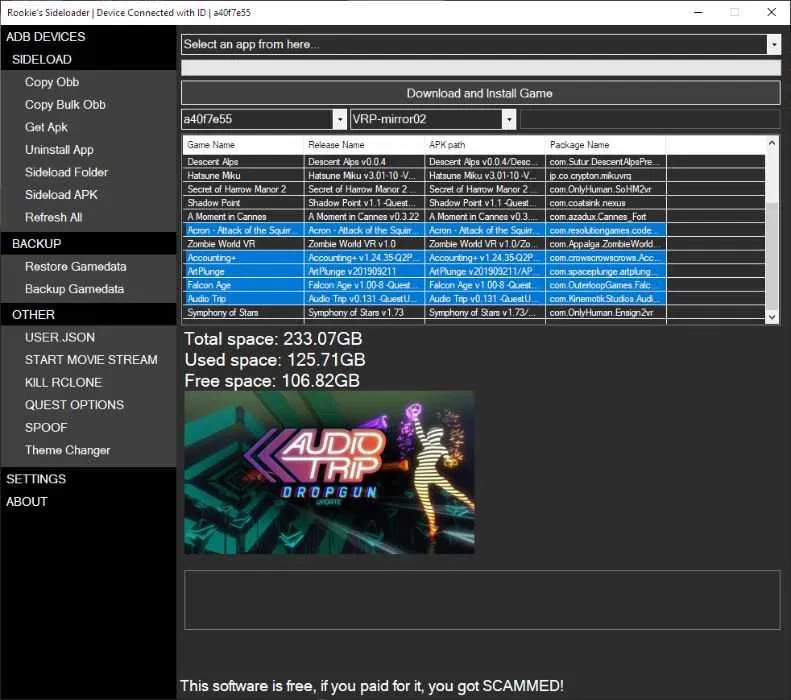 Rookie's Sideloader | Device Connected with ID | a40f7e55
ADB DEVICES
SIDELOAD
Copy Obb
Copy Bulk Obb
Get Apk
Uninstall App
Sideload Folder
Sideload APK
Refresh All
BACKUP
Restore Gamedata
Backup Gamedata
OTHER
USER.JSON
START MOVIE STREAM
KILL RCLONE
QUEST OPTIONS
SPOOF
Theme Changer
SETTINGS
ABOUT
Select an app from here...
Download and Install Game
a40f7e55 VRP-mirror02
Game Name Release Name APK path Package Name
Descent Alps Descent Alps v0.0.4 Descent Alps v0.0.4/Desc... com.Sutur.DescentAlpsPre...
Hatsune Miku Hatsune Miku v3.01-10 -V... Hatsune Miku v3.01-10 -V... jp.co.crypton.mikuvrq
Secret of Harrow Manor 2 Secret of Harrow Manor 2 ... Secret of Harrow Manor 2 ... com.OnlyHuman.SoHM2vr
Shadow Point Shadow Point v1.1 -Quest... Shadow Point v1.1 -Quest... com.coatsink.nexus
A Moment in Cannes A Moment in Cannes v0.3.22 A Moment in Cannes v0.3.... com.azadux.Cannes_Fort
Acron - Attack of the Squirr... Acron - Attack of the Squirr... Acron - Attack of the Squirr... com.resolutiongames.code...
Zombie World VR Zombie World VR v1.0 Zombie World VR v1.0/Zo... com.Appalga.ZombieWorld...
Accounting+ Accounting+ v1.24.35-Q2P... Accounting+ v1.24.35-Q2P... com.crowscrowscrows.Acc...
ArtPlunge ArtPlunge v201909211 ArtPlunge v201909211/AP... com.spaceplunge.artplung...
Falcon Age Falcon Age v1.00-8 -Quest... Falcon Age v1.00-8 -Quest... com.OuterloopGames.Falc...
Audio Trip Audio Trip v0.131 -QuestU... Audio Trip v0.131 -QuestU... com.KinemotikStudios.Audi...
Symphony of Stars Symphony of Stars v1.73 Symphony of Stars v1.73/... com.OnlyHuman.Ensign2vr
Total space: 233.07GB
Used space: 125.71GB
Free space: 106.82GB
AUDIO
TRIP
DROPGUN
UPDATE
This software is free, if you paid for it, you got SCAMMED!